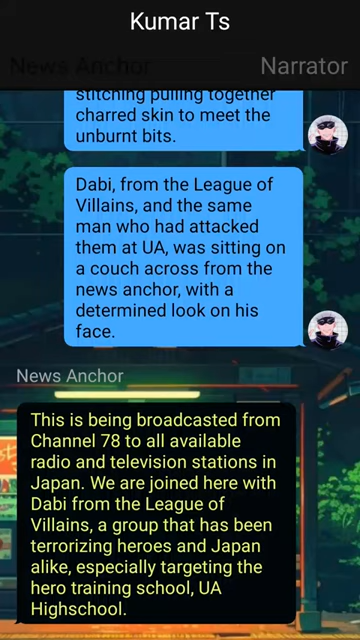 Kumar Ts
News Anchor
Narrator
stitching pulling together
charred skin to meet the
unburnt bits.
Dabi, from the League of
Villains, and the same
man who had attacked
them at UA, was sitting on
a couch across from the
news anchor, with a
determined look on his
face.
News Anchor
This is being broadcasted from
Channel 78 to all available
radio and television stations in
Japan. We are joined here with
Dabi from the League of
Villains, a group that has been
terrorizing heroes and Japan
alike, especially targeting the
hero training school, UA
Highschool.